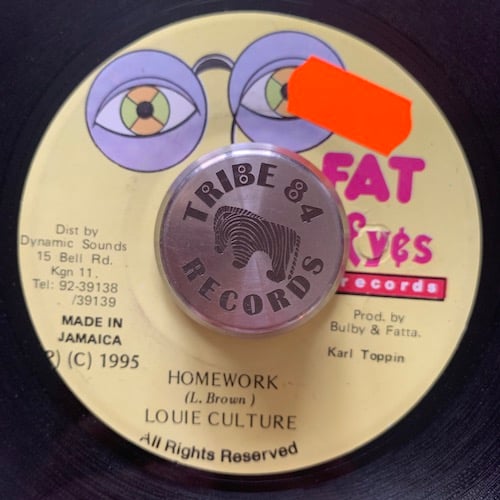 FAT
Eyes
records
TRIBE 84
RECORDS
Dist by
Dynamic Sounds
15 Bell Rd.
Kgn 11.
Tel: 92-39138
/39139
MADE IN
JAMAICA
P) (C) 1995
Prod. by
Bulby & Fatta.
Karl Toppin
HOMEWORK
(L. Brown )
LOUIE CULTURE
All Rights Reserved